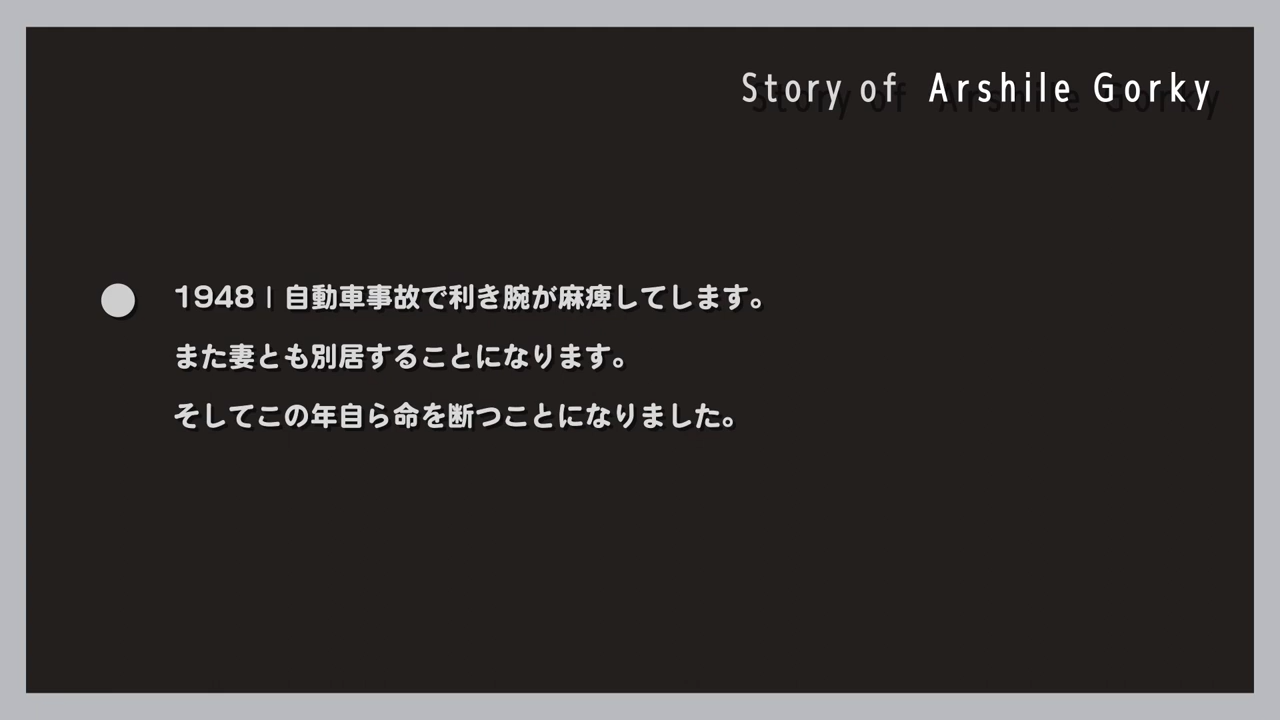 Story of Arshile Gorky
1948 | 自動車事故で利き腕が麻痺してします。
また妻とも別居することになります。
そしてこの年自ら命を断つことになりました。